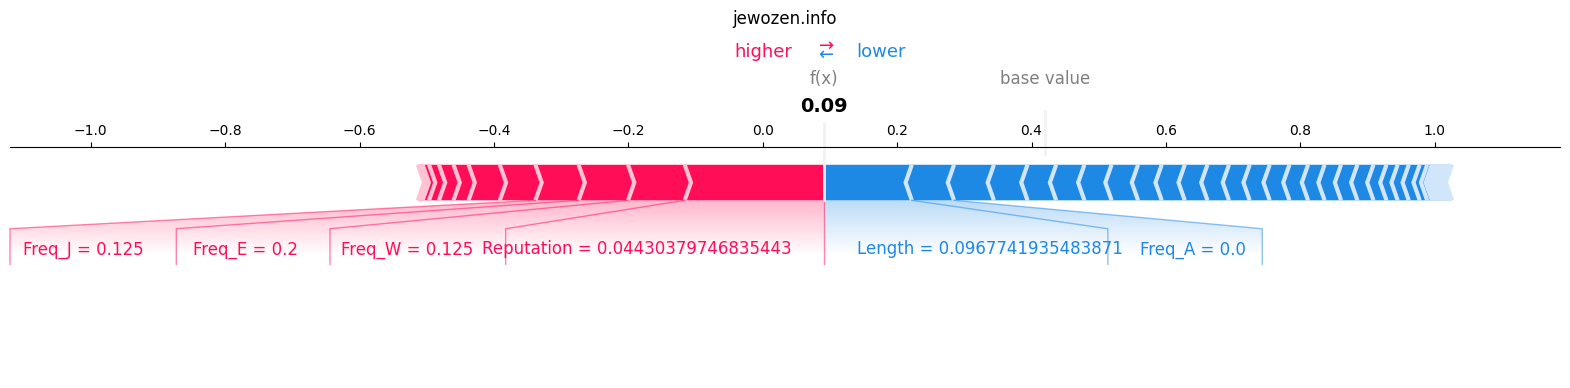 jewozen.info
higher ⇄ lower
f(x) base value
0.09
−1.0 −0.8 −0.6 −0.4 −0.2 0.0 0.2 0.4 0.6 0.8 1.0
Freq_J = 0.125 Freq_E = 0.2 Freq_W = 0.125 Reputation = 0.04430379746835443 Length = 0.0967741935483871 Freq_A = 0.0